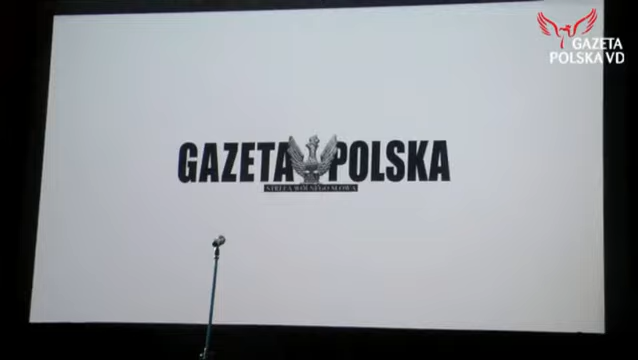 GAZETA POLSKA
STREFA WOLNEGO SŁOWA
GAZETA
POLSKA VD